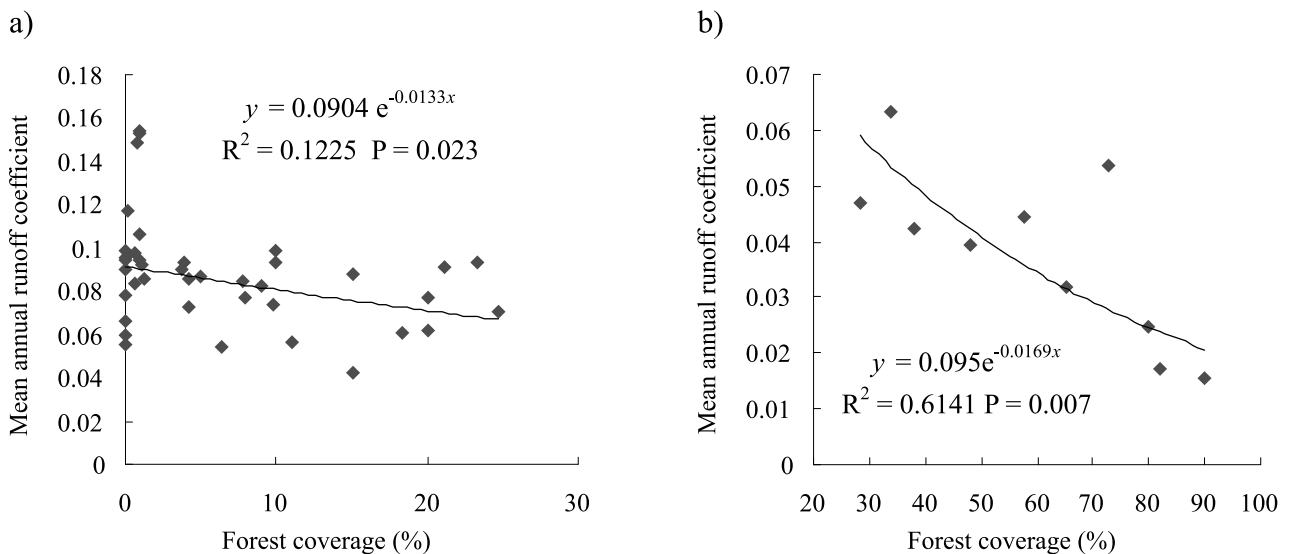 a)
0.18
0.16
0.14
0.12
0.1
0.08
0.06
0.04
0.02
0
Mean annual runoff coefficient
y = 0.0904 e^-0.0133x
R² = 0.1225 P = 0.023
0 10 20 30
Forest coverage (%)
b)
0.07
0.06
0.05
0.04
0.03
0.02
0.01
0
Mean annual runoff coefficient
y = 0.095e^-0.0169x
R² = 0.6141 P = 0.007
20 30 40 50 60 70 80 90 100
Forest coverage (%)